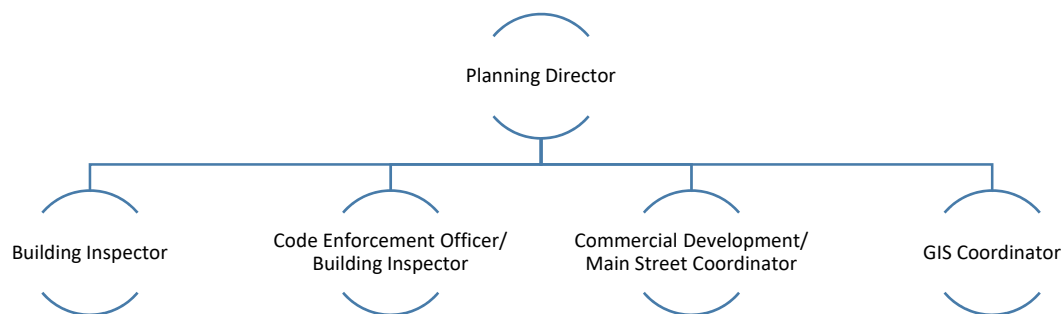 Planning Director
Building Inspector
Code Enforcement Officer/
Building Inspector
Commercial Development/
Main Street Coordinator
GIS Coordinator